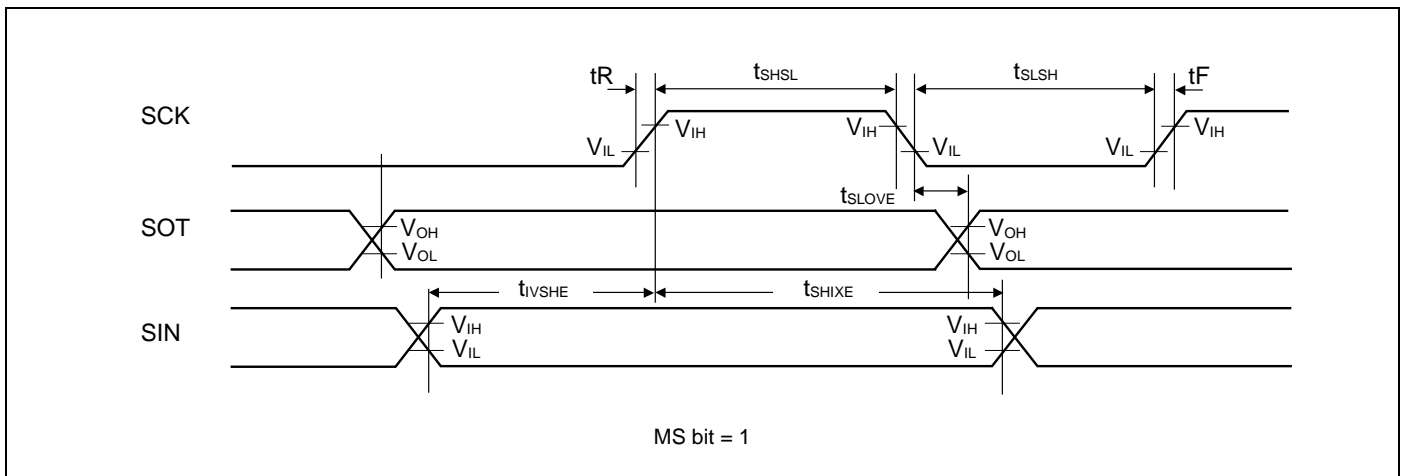 tR tSHSL tSLSH tF
SCK
VIH VIH VIH
VIL VIL VIL
tSLOVE
SOT
VOH VOH
VOL VOL
tIVSHE tSHIXE
SIN
VIH VIH
VIL VIL
MS bit = 1